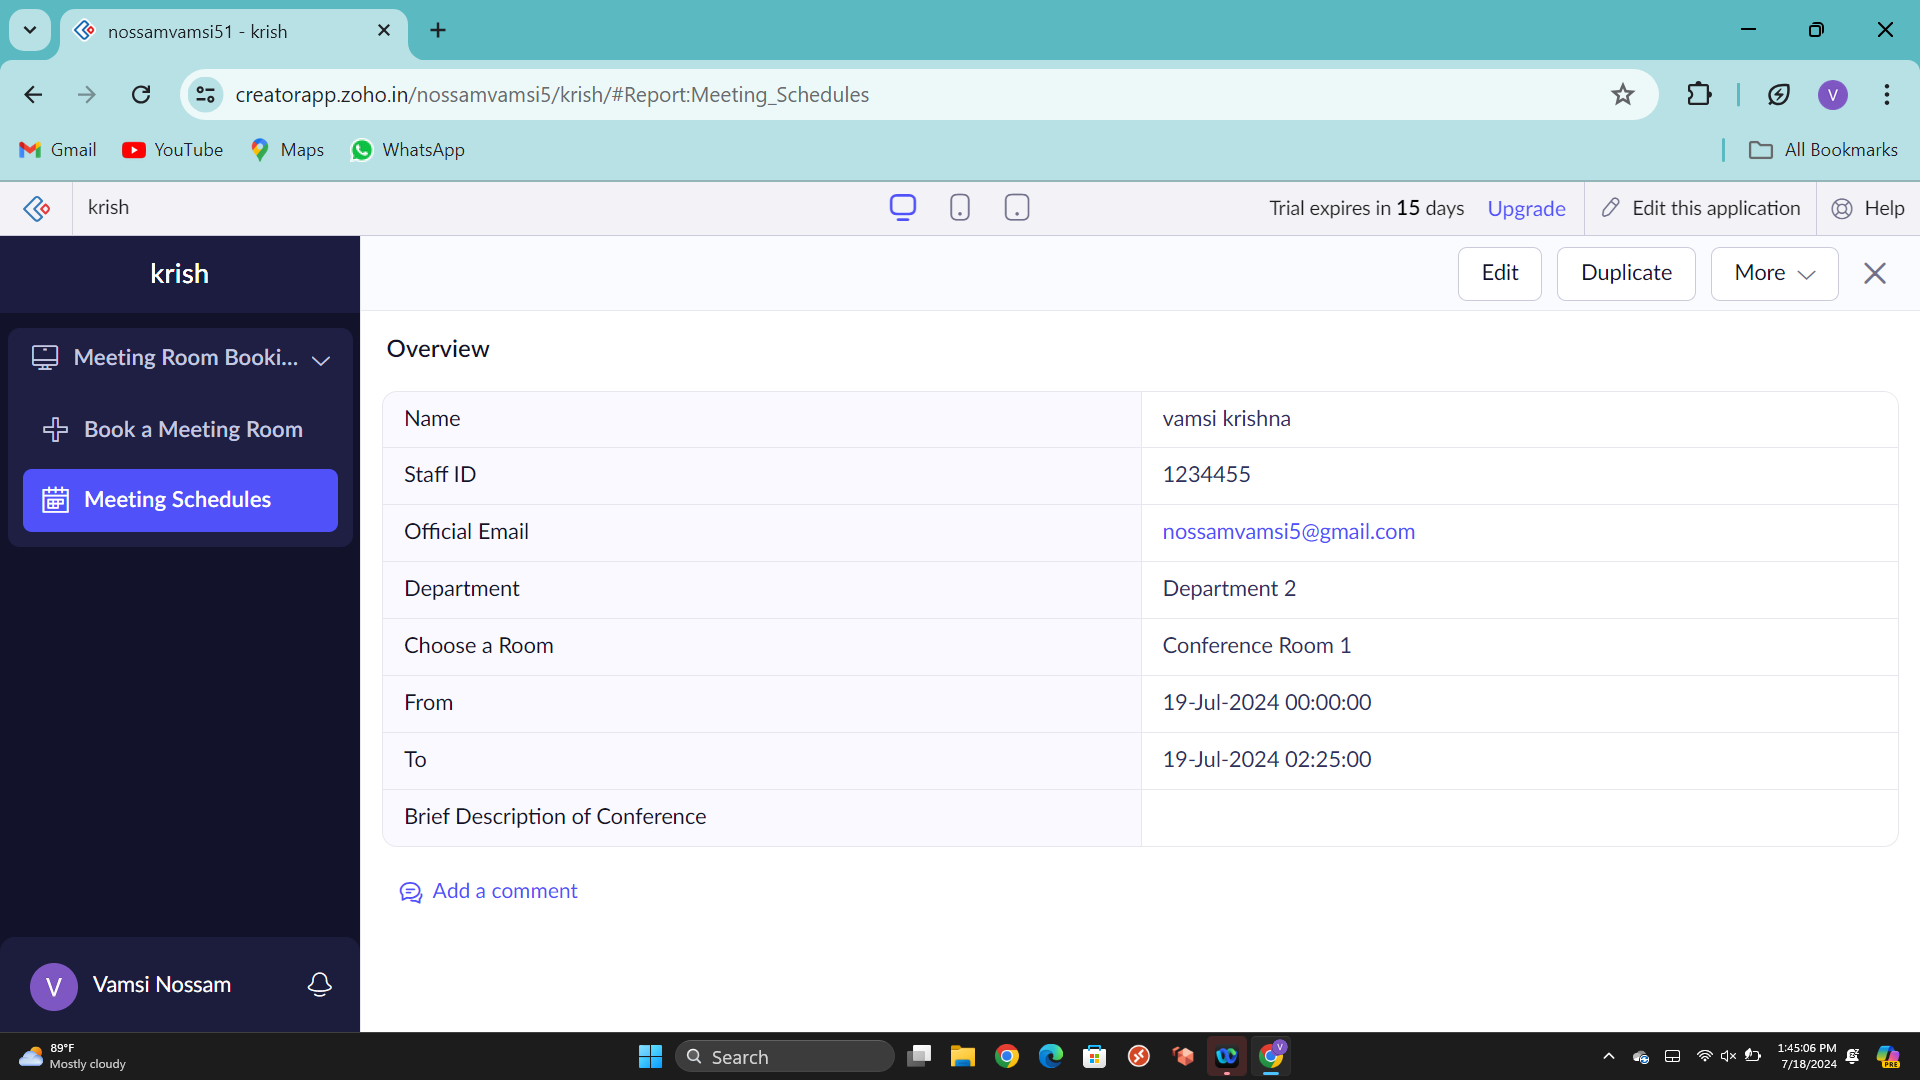 nossamvamsi51 - krish
creatorapp.zoho.in/nossamvamsi5/krish/#Report:Meeting_Schedules
V
Gmail
YouTube
Maps
WhatsApp
All Bookmarks
krish
Trial expires in 15 days
Upgrade
Edit this application
Help
krish
Edit
Duplicate
More
Meeting Room Booki...
Book a Meeting Room
Meeting Schedules
Overview
Name vamsi krishna
Staff ID 1234455
Official Email nossamvamsi5@gmail.com
Department Department 2
Choose a Room Conference Room 1
From 19-Jul-2024 00:00:00
To 19-Jul-2024 02:25:00
Brief Description of Conference
Add a comment
V Vamsi Nossam
89°F
Mostly cloudy
Search
V
1:45:06 PM
7/18/2024
PRE